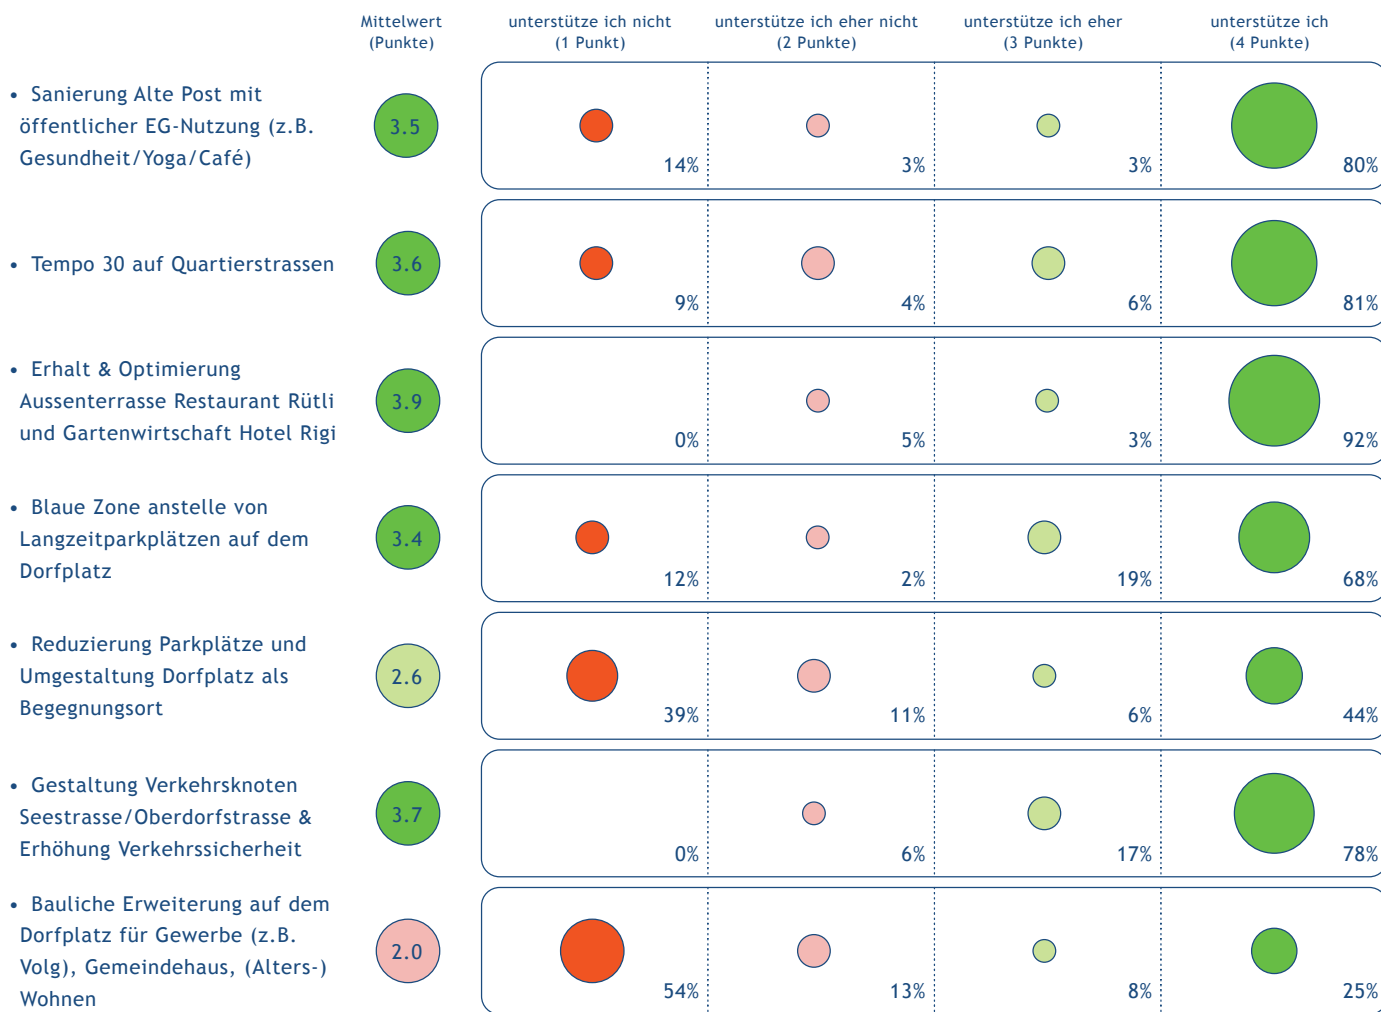 Mittelwert
(Punkte)
unterstütze ich nicht
(1 Punkt)
unterstütze ich eher nicht
(2 Punkte)
unterstütze ich eher
(3 Punkte)
unterstütze ich
(4 Punkte)
• Sanierung Alte Post mit
öffentlicher EG-Nutzung (z.B.
Gesundheit/Yoga/Café)
3.5
14%
3%
3%
80%
• Tempo 30 auf Quartierstrassen
3.6
9%
4%
6%
81%
• Erhalt & Optimierung
Aussenterrasse Restaurant Rütli
und Gartenwirtschaft Hotel Rigi
3.9
0%
5%
3%
92%
• Blaue Zone anstelle von
Langzeitparkplätzen auf dem
Dorfplatz
3.4
12%
2%
19%
68%
• Reduzierung Parkplätze und
Umgestaltung Dorfplatz als
Begegnungsort
2.6
39%
11%
6%
44%
• Gestaltung Verkehrsknoten
Seestrasse/Oberdorfstrasse &
Erhöhung Verkehrssicherheit
3.7
0%
6%
17%
78%
• Bauliche Erweiterung auf dem
Dorfplatz für Gewerbe (z.B.
Volg), Gemeindehaus, (Alters-)
Wohnen
2.0
54%
13%
8%
25%